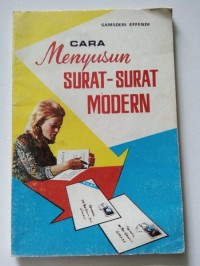 SAMSOERI EFFENDI
CARA
Menyusun
SURAT-SURAT
MODERN